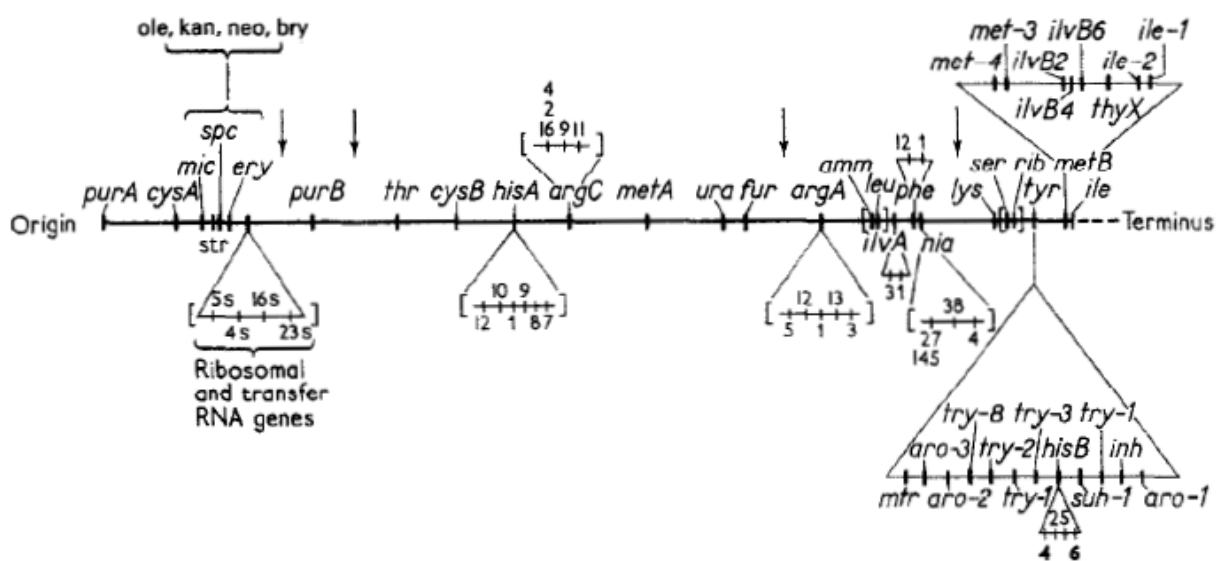 ole, kan, neo, bry
met-3 ilvB6 ile-1
met-4 ilvB2 ile-2
ilvB4 thyX
4
2
16 9 11
12 1
spc
mic ery
amm leu phe
ser rib metB
purA cysA purB thr cysB hisA argC metA ura fur argA lys tyr ile
Origin
Terminus
str
ilvA nia
5s 16s
4s 23s
10 9
12 1 87
12 13
5 1 3
31
38
27 4
145
Ribosomal
and transfer
RNA genes
try-8 try-3 try-1
aro-3 try-2 hisB inh
mtr aro-2 try-1 suh-1 aro-1
25
4 6